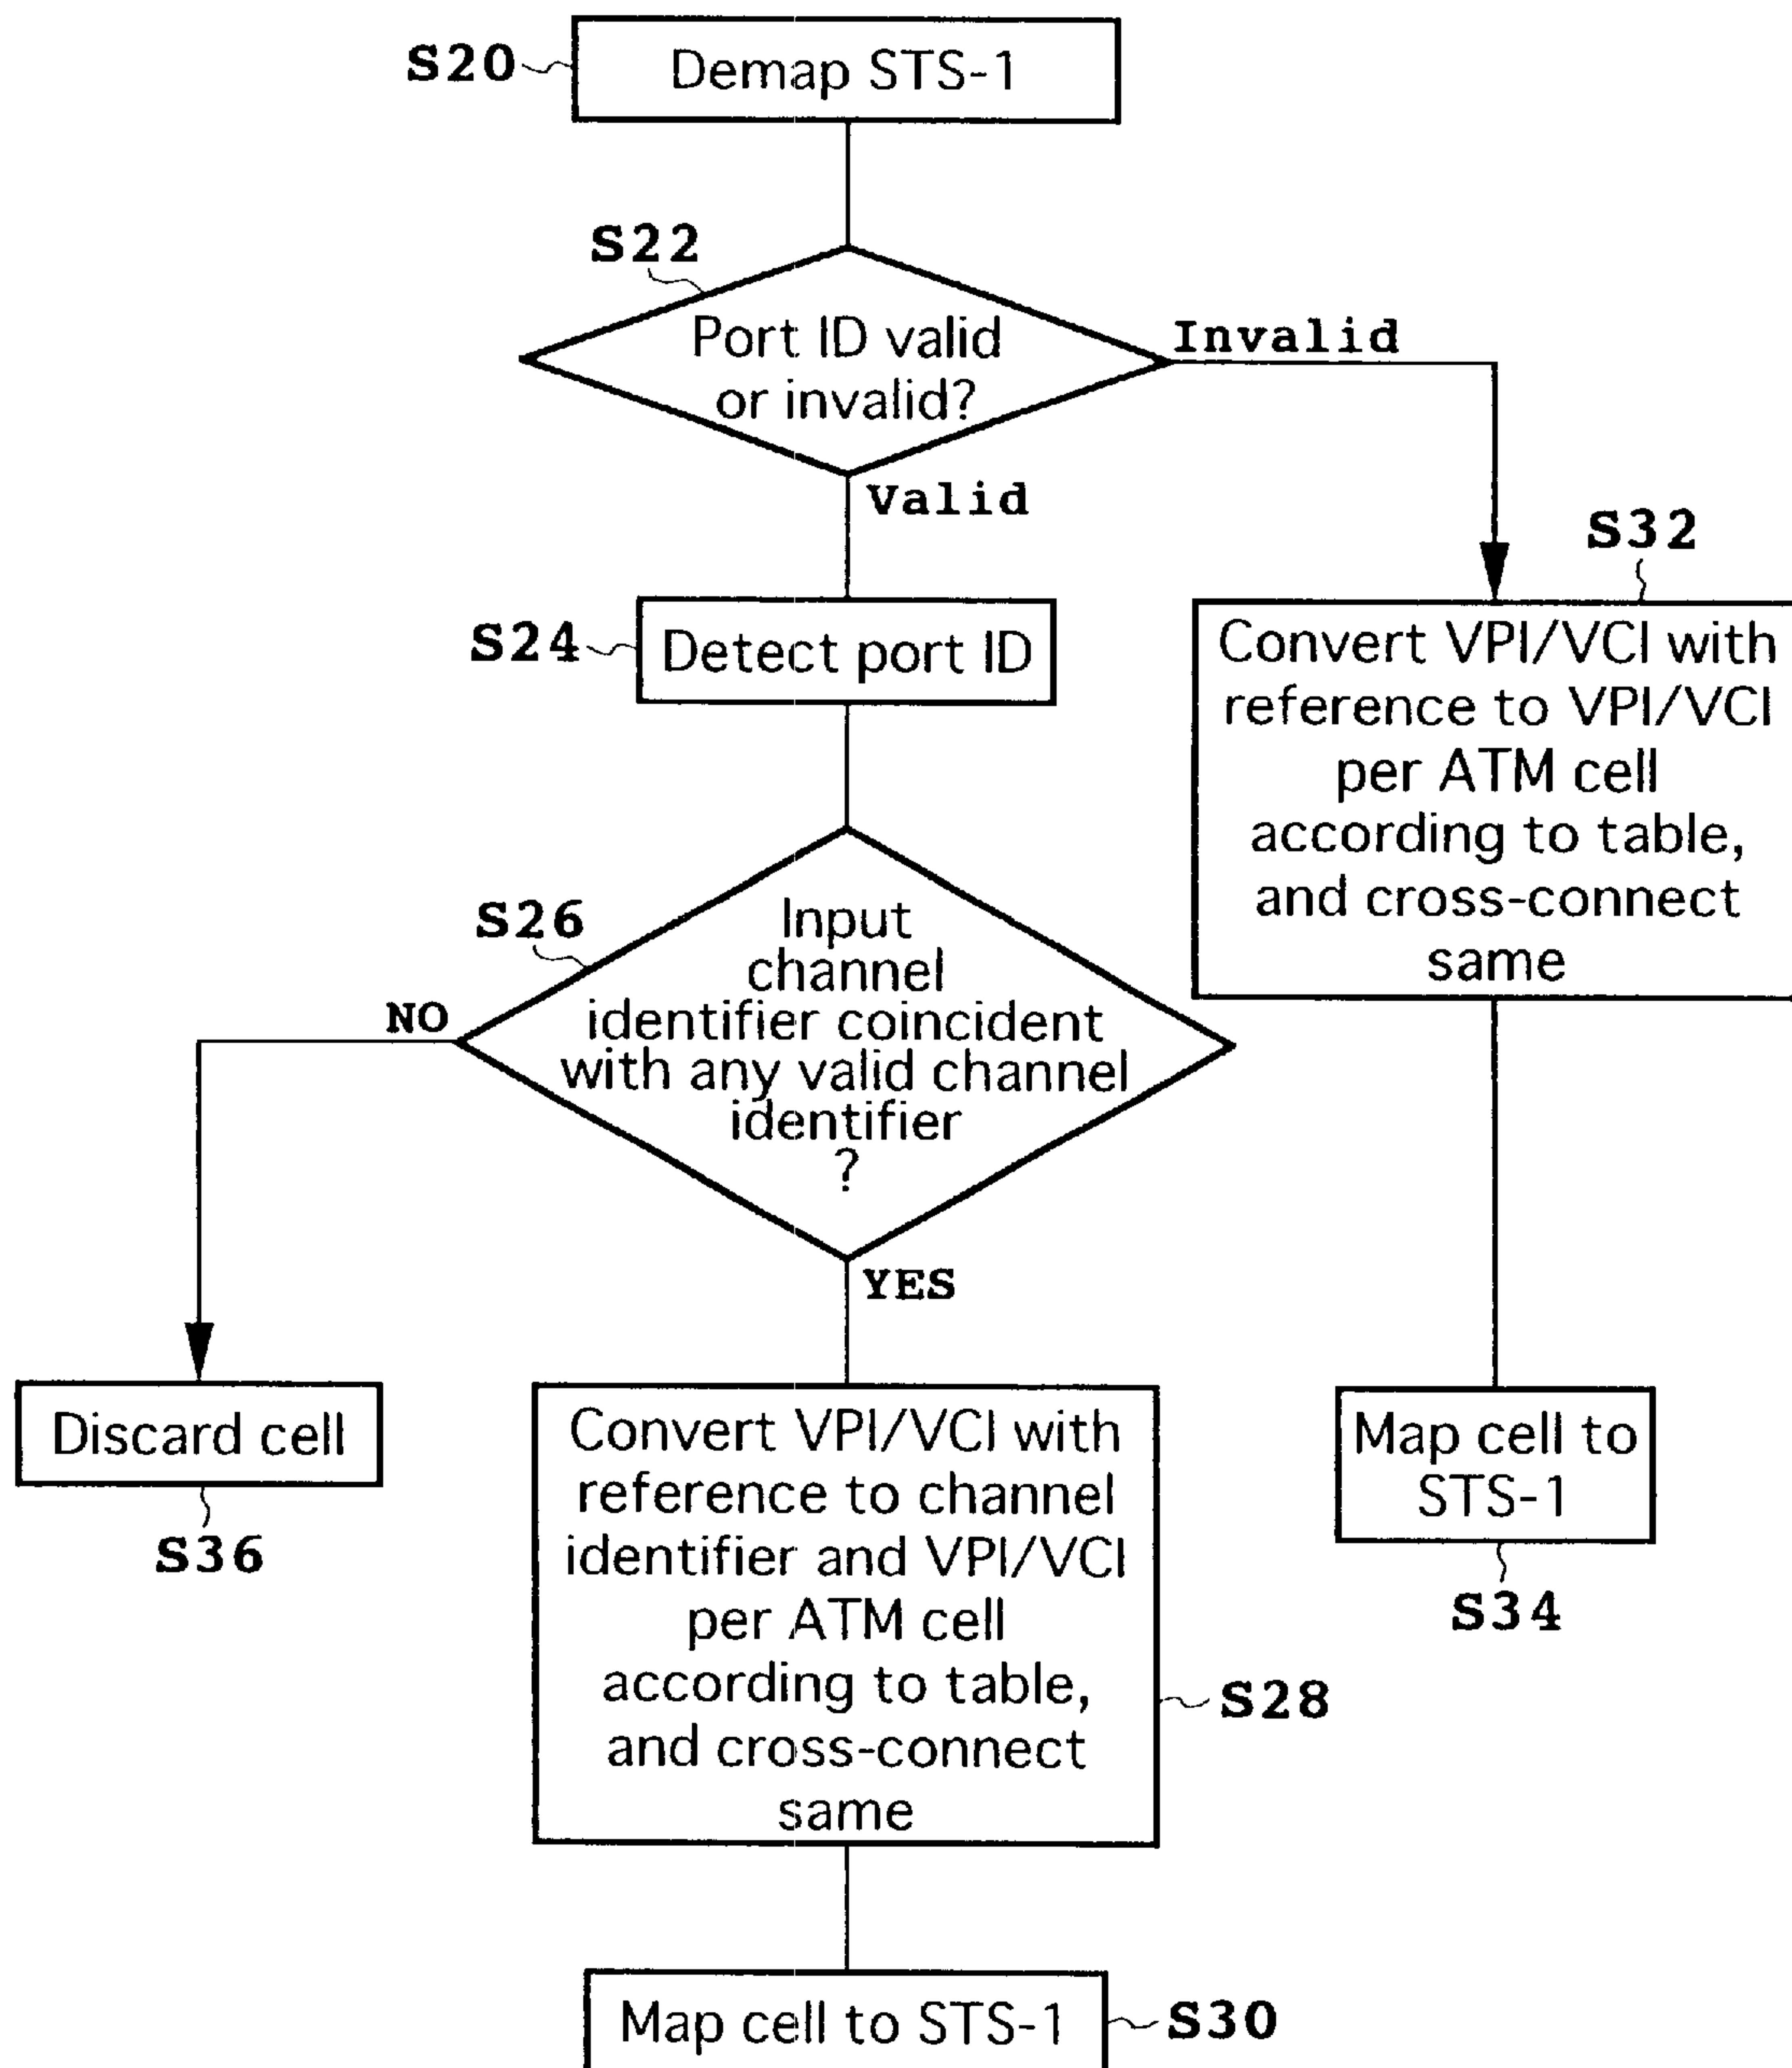 S20
Demap STS-1
S22
Port ID valid
or invalid?
Invalid
Valid
S32
S24
Detect port ID
Convert VPI/VCI with
reference to VPI/VCI
per ATM cell
according to table,
and cross-connect
same
S26
Input
channel
identifier coincident
with any valid channel
identifier
?
NO
YES
Discard cell
S36
Convert VPI/VCI with
reference to channel
identifier and VPI/VCI
per ATM cell
according to table,
and cross-connect
same
S28
Map cell to
STS-1
S34
Map cell to STS-1
S30